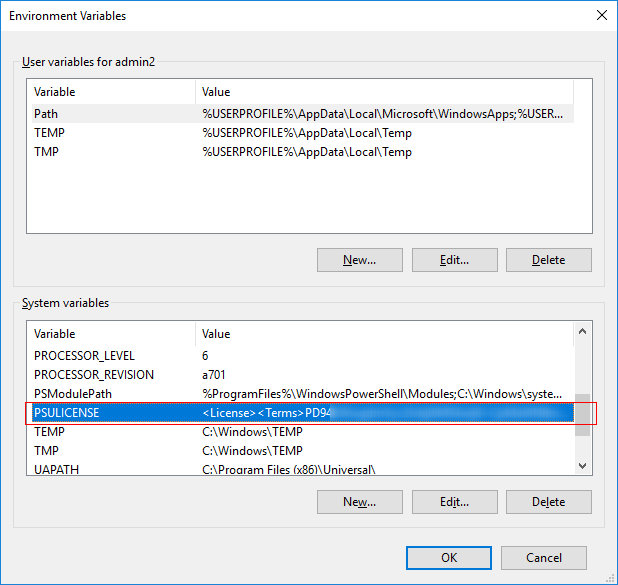 Environment Variables
User variables for admin2
Variable Value
Path %USERPROFILE%\AppData\Local\Microsoft\WindowsApps;%USER...
TEMP %USERPROFILE%\AppData\Local\Temp
TMP %USERPROFILE%\AppData\Local\Temp
New... Edit... Delete
System variables
Variable Value
PROCESSOR_LEVEL 6
PROCESSOR_REVISION a701
PSModulePath %ProgramFiles%\WindowsPowerShell\Modules;C:\Windows\syste...
PSULICENSE <License><Terms>PD94
TEMP C:\Windows\TEMP
TMP C:\Windows\TEMP
UAPATH C:\Program Files (x86)\Universal\
New... Edit... Delete
OK Cancel